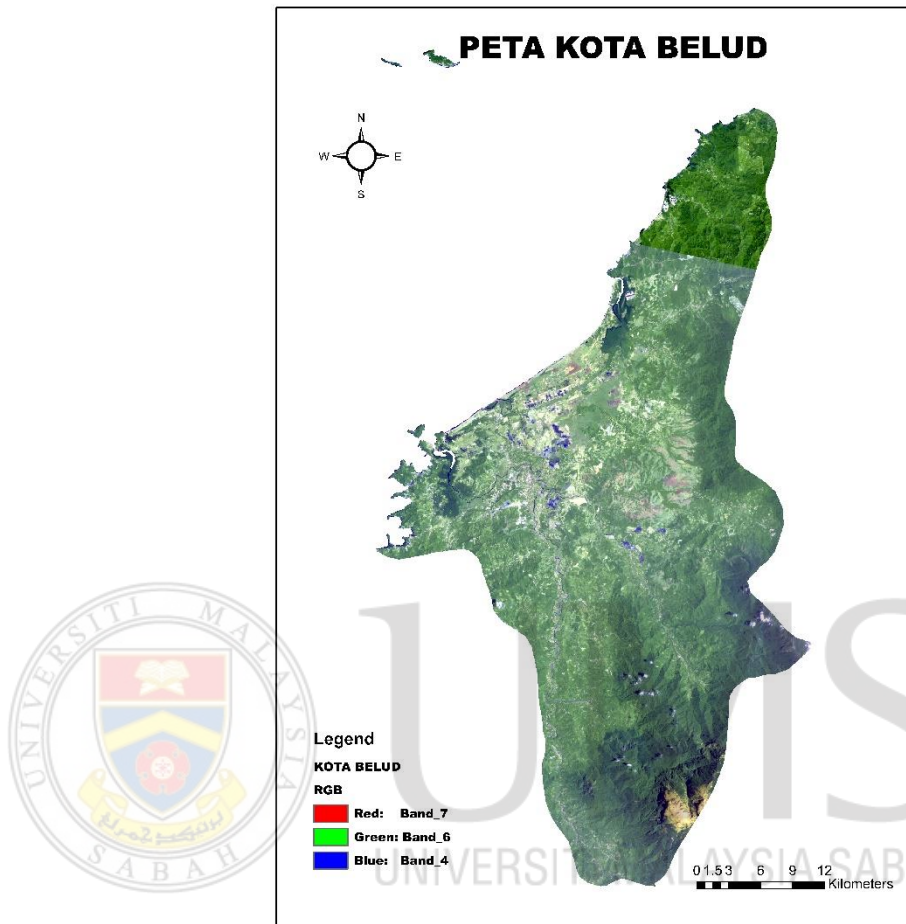 PETA KOTA BELUD
N
W E
S
Legend
KOTA BELUD
RGB
Red: Band_7
Green: Band_6
Blue: Band_4
0 1.5 3 6 9 12
Kilometers
UNIVERSITI MALAYSIA
SABAH
UMS
UNIVERSITI MALAYSIA SAB